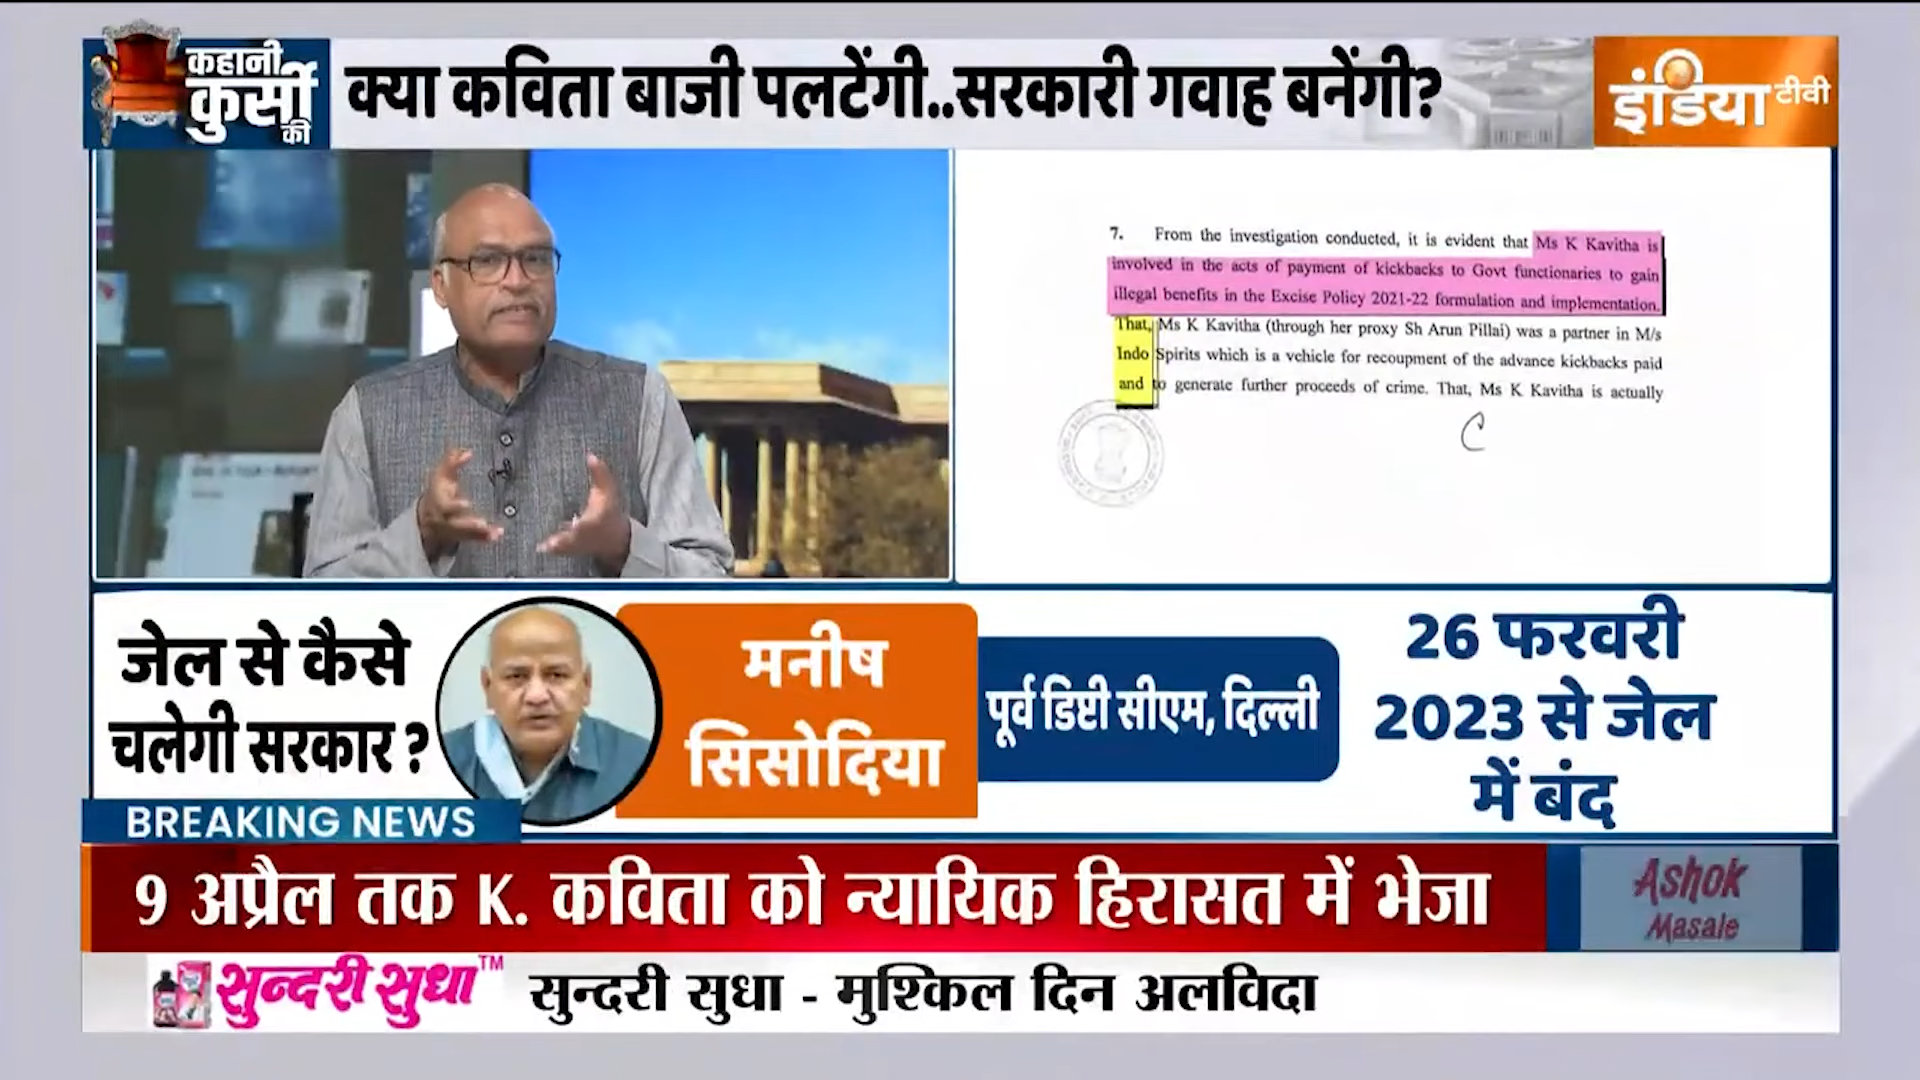 कहानी
कुर्सी
की
क्या कविता बाजी पलटेंगी..सरकारी गवाह बनेंगी?
इंडिया टीवी
7. From the investigation conducted, it is evident that Ms K Kavitha is
involved in the acts of payment of kickbacks to Govt functionaries to gain
illegal benefits in the Excise Policy 2021-22 formulation and implementation.
That, Ms K Kavitha (through her proxy Sh Arun Pillai) was a partner in M/s
Indo Spirits which is a vehicle for recoupment of the advance kickbacks paid
and to generate further proceeds of crime. That, Ms K Kavitha is actually
जेल से कैसे
चलेगी सरकार ?
मनीष
सिसोदिया
पूर्व डिप्टी सीएम, दिल्ली
26 फरवरी
2023 से जेल
में बंद
BREAKING NEWS
9 अप्रैल तक K. कविता को न्यायिक हिरासत में भेजा
Ashok
Masale
सुन्दरी सुधा™
सुन्दरी सुधा - मुश्किल दिन अलविदा